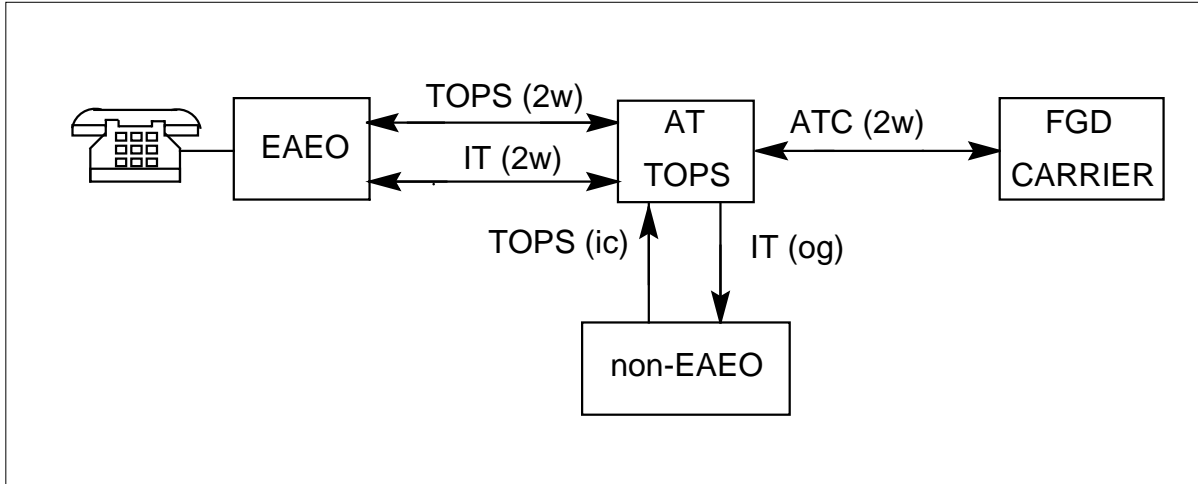 TOPS (2w)
EAEO
IT (2w)
AT
TOPS
ATC (2w)
FGD
CARRIER
TOPS (ic)
IT (og)
non-EAEO